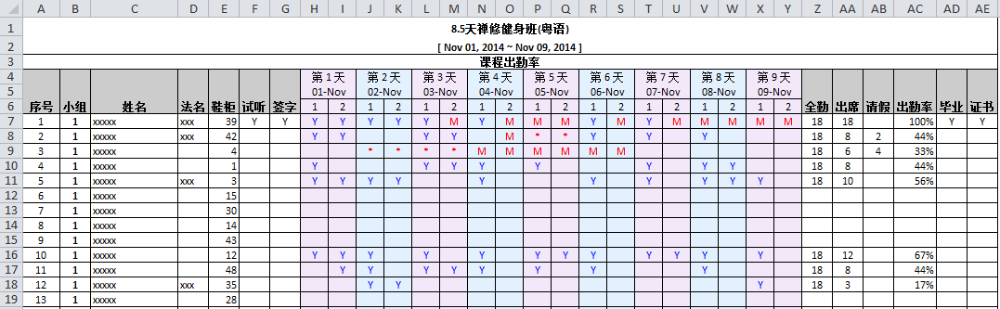 A B C D E F G H I J K L M N O P Q R S T U V W X Y Z AA AB AC AD AE
1 8.5天禅修健身班(粤语)
2 [ Nov 01, 2014 ~ Nov 09, 2014 ]
3 课程出勤率
4 第 1 天 第 2 天 第 3 天 第 4 天 第 5 天 第 6 天 第 7 天 第 8 天 第 9 天
5 01-Nov 02-Nov 03-Nov 04-Nov 05-Nov 06-Nov 07-Nov 08-Nov 09-Nov
6 序号 小组 姓名 法名 鞋柜 试听 签字 1 2 1 2 1 2 1 2 1 2 1 2 1 2 1 2 1 2 全勤 出席 请假 出勤率 毕业 证书
7 1 1 xxxxx xxx 39 Y Y Y Y Y Y Y M Y M M M Y M Y M M M M M 18 18 100% Y Y
8 2 1 xxxxx xxx 42 Y Y Y Y M * * Y Y Y 18 8 2 44%
9 3 1 xxxxx 4 * * * * M M M M M M 18 6 4 33%
10 4 1 xxxxx 1 Y Y Y Y Y Y Y Y 18 8 44%
11 5 1 xxxxx xxx 3 Y Y Y Y Y Y Y Y Y Y 18 10 56%
12 6 1 xxxxx 15
13 7 1 xxxxx 30
14 8 1 xxxxx 14
15 9 1 xxxxx 43
16 10 1 xxxxx 12 Y Y Y Y Y Y Y Y Y Y Y Y 18 12 67%
17 11 1 xxxxx 48 Y Y Y Y Y Y Y Y 18 8 44%
18 12 1 xxxxx xxx 35 Y Y Y 18 3 17%
19 13 1 xxxxx 28